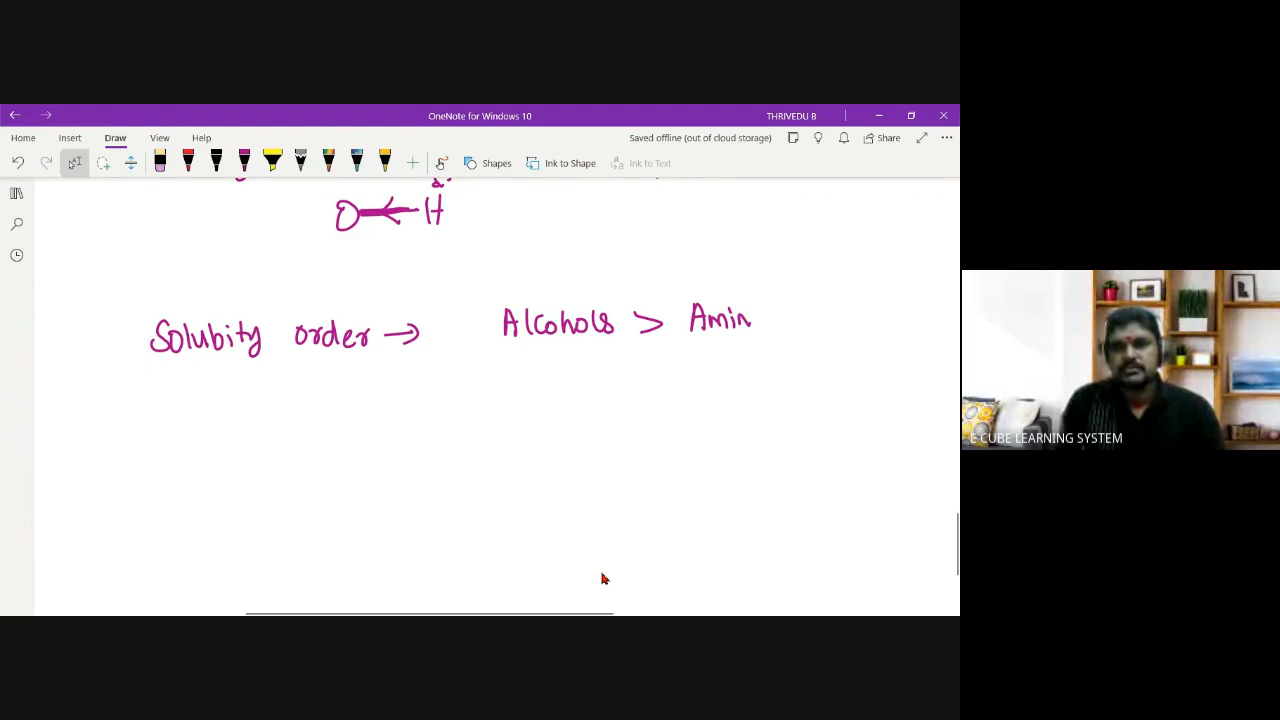 OneNote for Windows 10
THRIVEDU B
Home Insert Draw View Help
Saved offline (out of cloud storage)
Share
Shapes
Ink to Shape
Ink to Text
O H
Solubity order → Alcohols > Amin
E CUBE LEARNING SYSTEM